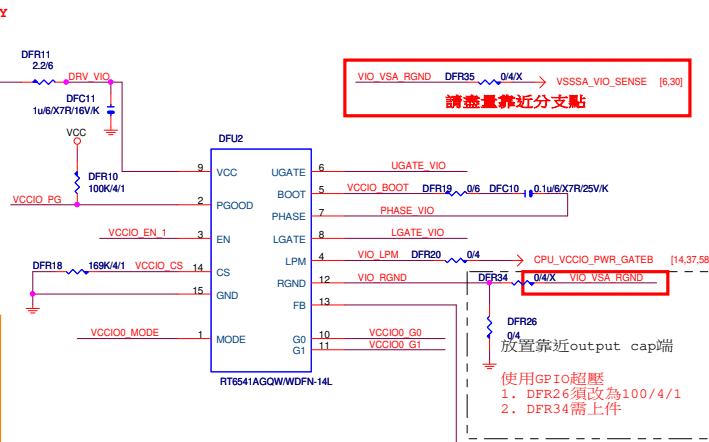 Y
DFR11
2.2/6
DRV_VIO
DFC11
1u/6/X7R/16V/K
VCC
DFR10
100K/4/1
VCCIO_PG
VCCIO_EN_1
DFR18 169K/4/1 VCCIO_CS
VCCIO0_MODE
DFU2
9 VCC
2 PGOOD
3 EN
14 CS
15 GND
1 MODE
UGATE 6 UGATE_VIO
BOOT 5 VCCIO_BOOT DFR19 0/6 DFC10 0.1u/6/X7R/25V/K
PHASE 7 PHASE_VIO
LGATE 8 LGATE_VIO
LPM 4 VIO_LPM DFR20 0/4 CPU_VCCIO_PWR_GATEB [14,37,58
RGND 12 VIO_RGND DFR34 0/4/X VIO_VSA_RGND
FB 13
G0 10 VCCIO0_G0
G1 11 VCCIO0_G1
RT6541AGQW/WDFN-14L
VIO_VSA_RGND DFR35 0/4/X VSSSA_VIO_SENSE [6,30]
請盡量靠近分支點
DFR26
0/4
放置靠近output cap端
使用GPIO超壓
1. DFR26須改為100/4/1
2. DFR34需上件